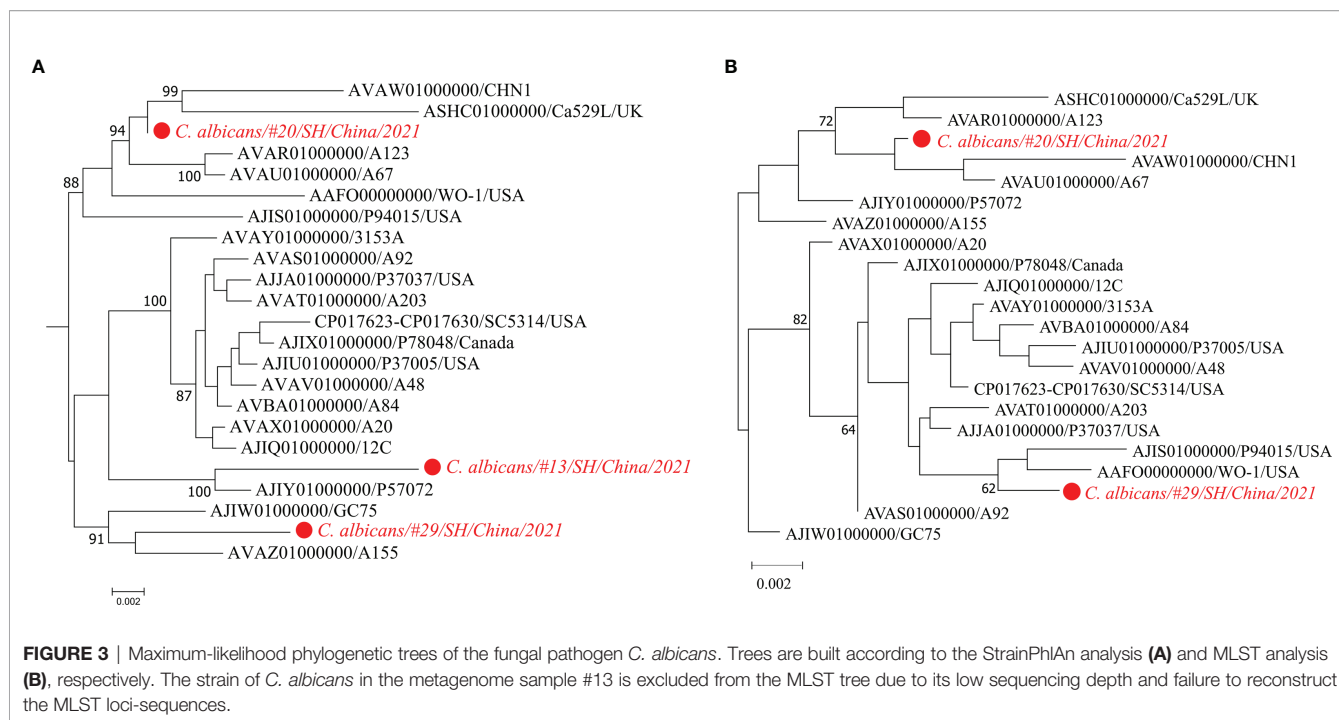 A
99
AVAW01000000/CHN1
ASHC01000000/Ca529L/UK
94
C. albicans/#20/SH/China/2021
AVAR01000000/A123
100
AVAU01000000/A67
88
AAFO00000000/WO-1/USA
AJIS01000000/P94015/USA
AVAY01000000/3153A
AVAS01000000/A92
AJJA01000000/P37037/USA
100
AVAT01000000/A203
CP017623-CP017630/SC5314/USA
AJIX01000000/P78048/Canada
AJIU01000000/P37005/USA
AVAV01000000/A48
87
AVBA01000000/A84
AVAX01000000/A20
AJIQ01000000/12C
C. albicans/#13/SH/China/2021
100
AJIY01000000/P57072
AJIW01000000/GC75
C. albicans/#29/SH/China/2021
91
AVAZ01000000/A155
0.002
B
ASHC01000000/Ca529L/UK
72
AVAR01000000/A123
C. albicans/#20/SH/China/2021
AVAW01000000/CHN1
AVAU01000000/A67
AJIY01000000/P57072
AVAZ01000000/A155
AVAX01000000/A20
AJIX01000000/P78048/Canada
AJIQ01000000/12C
AVAY01000000/3153A
82
AVBA01000000/A84
AJIU01000000/P37005/USA
AVAV01000000/A48
CP017623-CP017630/SC5314/USA
AVAT01000000/A203
64
AJJA01000000/P37037/USA
AJIS01000000/P94015/USA
AAFO00000000/WO-1/USA
62
C. albicans/#29/SH/China/2021
AVAS01000000/A92
AJIW01000000/GC75
0.002
FIGURE 3 | Maximum-likelihood phylogenetic trees of the fungal pathogen C. albicans. Trees are built according to the StrainPhlAn analysis (A) and MLST analysis
(B), respectively. The strain of C. albicans in the metagenome sample #13 is excluded from the MLST tree due to its low sequencing depth and failure to reconstruct
the MLST loci-sequences.